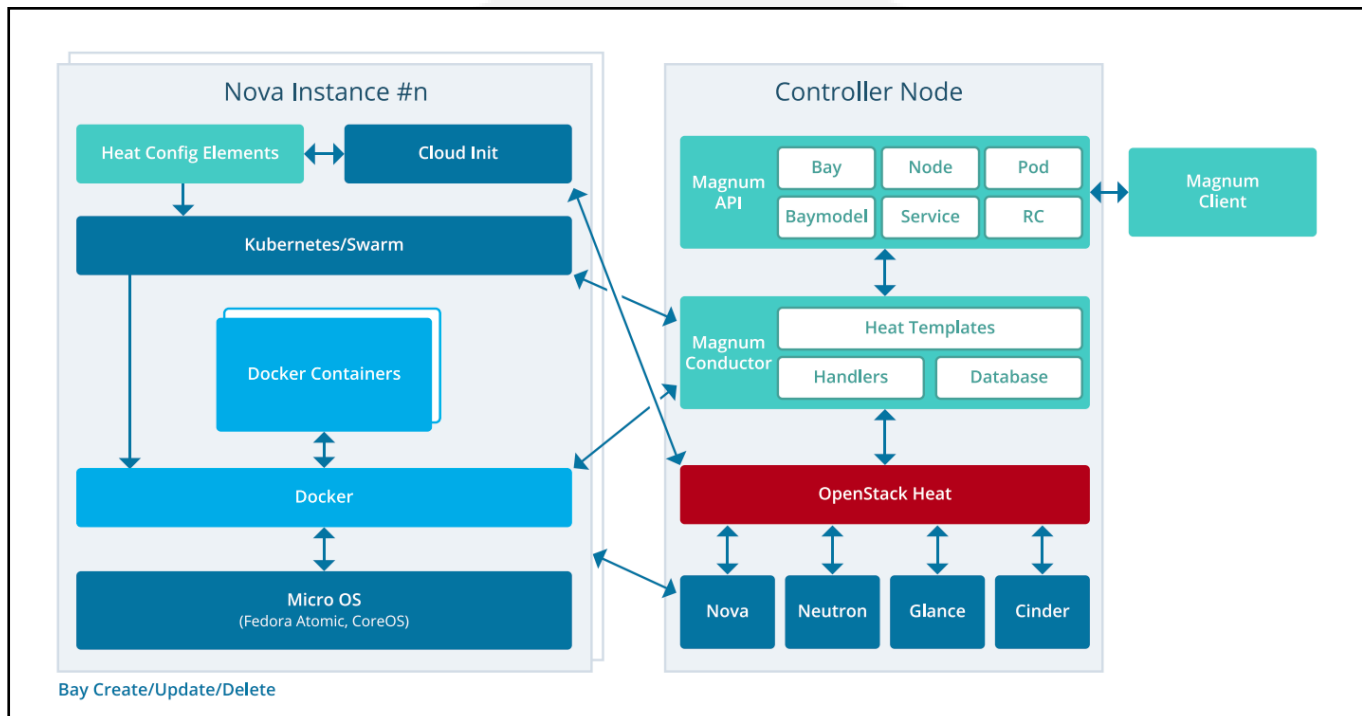 Nova Instance #n
Heat Config Elements
Cloud Init
Kubernetes/Swarm
Docker Containers
Docker
Micro OS
(Fedora Atomic, CoreOS)
Bay Create/Update/Delete
Controller Node
Magnum
API
Bay
Node
Pod
Baymodel
Service
RC
Magnum
Client
Magnum
Conductor
Heat Templates
Handlers
Database
OpenStack Heat
Nova
Neutron
Glance
Cinder